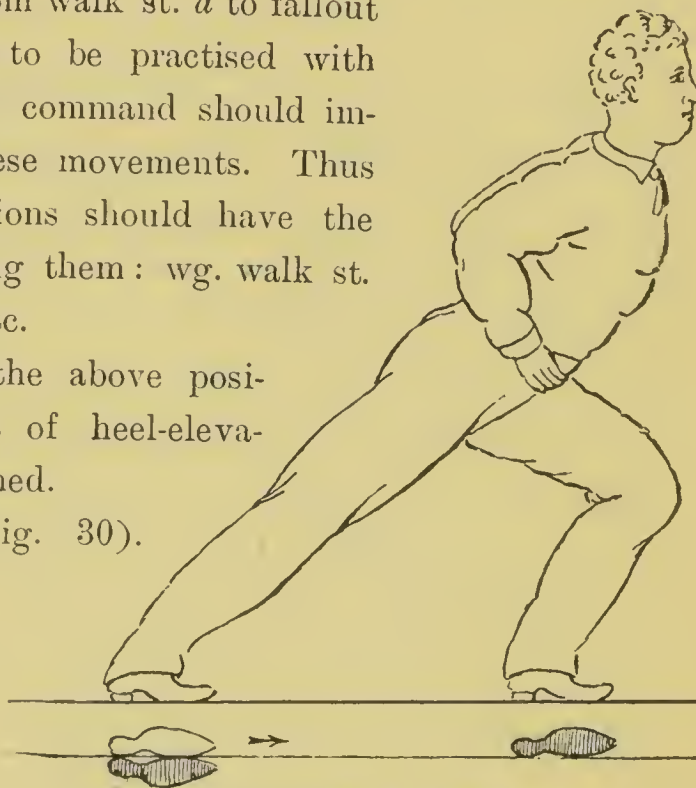 walk st. a to fallout
to be practised with
command should im-
ese movements. Thus
ions should have the
g them: wg. walk st.
c.
the above posi-
of heel-eleva-
ned.
ig. 30).